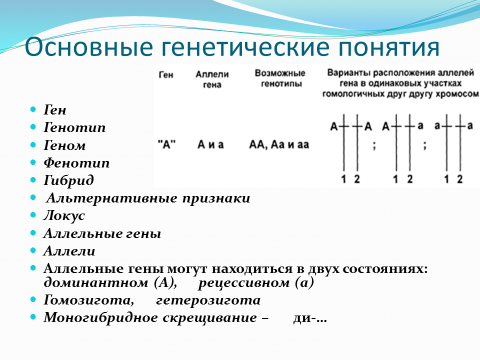 Основные генетические понятия
Ген Аллели гена Возможные генотипы Варианты расположения аллелей гена в одинаковых участках гомологичных друг другу хромосом
"А" А и а АА, Аа и аа А А ; А а ; а а
1 2 1 2 1 2
Ген
Генотип
Геном
Фенотип
Гибрид
Альтернативные признаки
Локус
Аллельные гены
Аллели
Аллельные гены могут находиться в двух состояниях:
доминантном (А), рецессивном (а)
Гомозигота, гетерозигота
Моногибридное скрещивание – ди-...